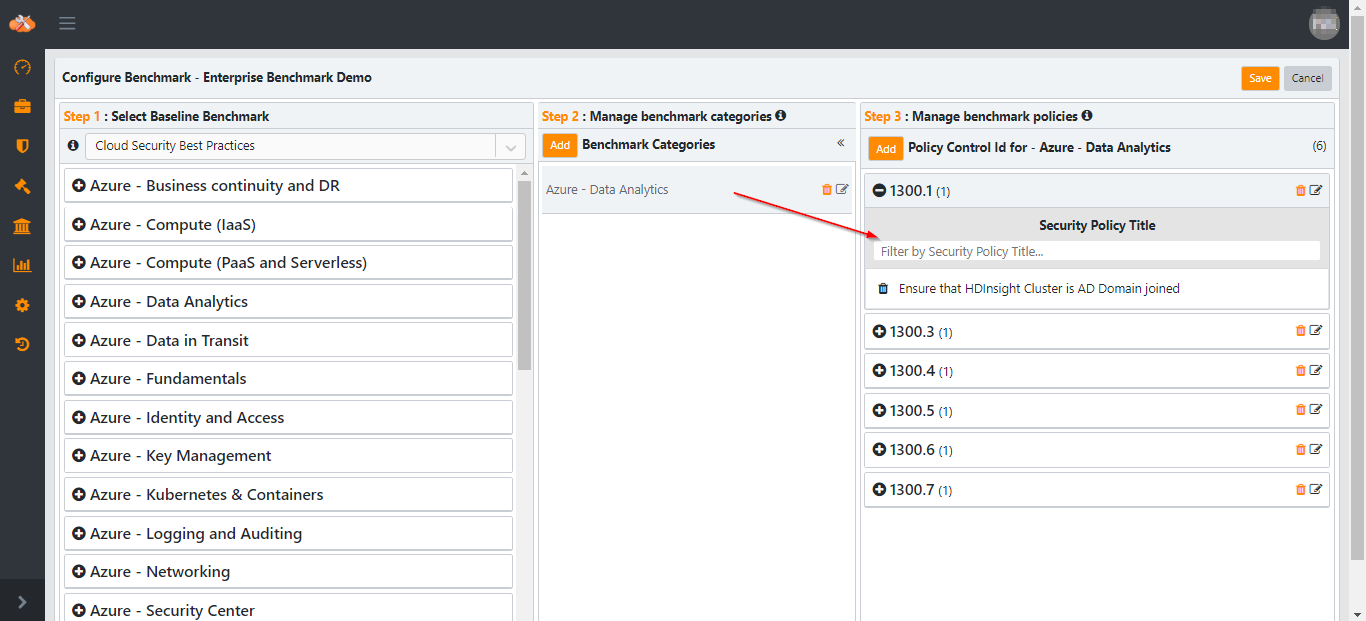 Configure Benchmark - Enterprise Benchmark Demo
Save
Cancel
Step 1 : Select Baseline Benchmark
Cloud Security Best Practices
Azure - Business continuity and DR
Azure - Compute (IaaS)
Azure - Compute (PaaS and Serverless)
Azure - Data Analytics
Azure - Data in Transit
Azure - Fundamentals
Azure - Identity and Access
Azure - Key Management
Azure - Kubernetes & Containers
Azure - Logging and Auditing
Azure - Networking
Azure - Security Center
Step 2 : Manage benchmark categories
Add Benchmark Categories «
Azure - Data Analytics
Step 3 : Manage benchmark policies
Add Policy Control Id for - Azure - Data Analytics (6)
1300.1 (1)
Security Policy Title
Filter by Security Policy Title...
Ensure that HDInsight Cluster is AD Domain joined
1300.3 (1)
1300.4 (1)
1300.5 (1)
1300.6 (1)
1300.7 (1)